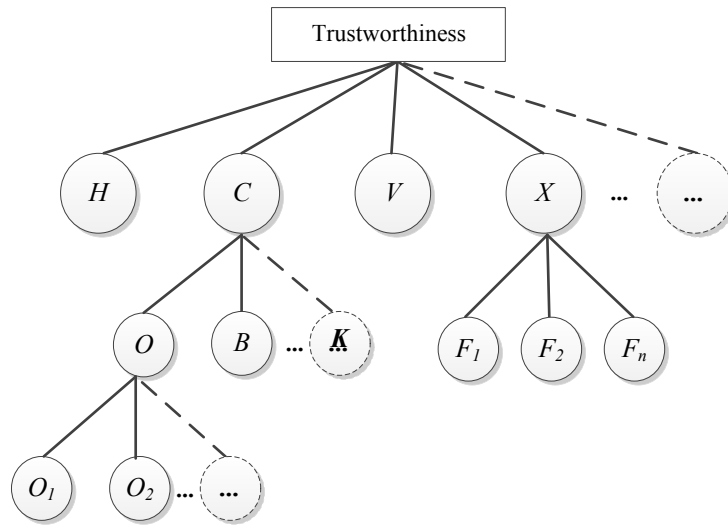 Trustworthiness
H C V X ... ...
O B ... K ... F1 F2 Fn
O1 O2 ... ...